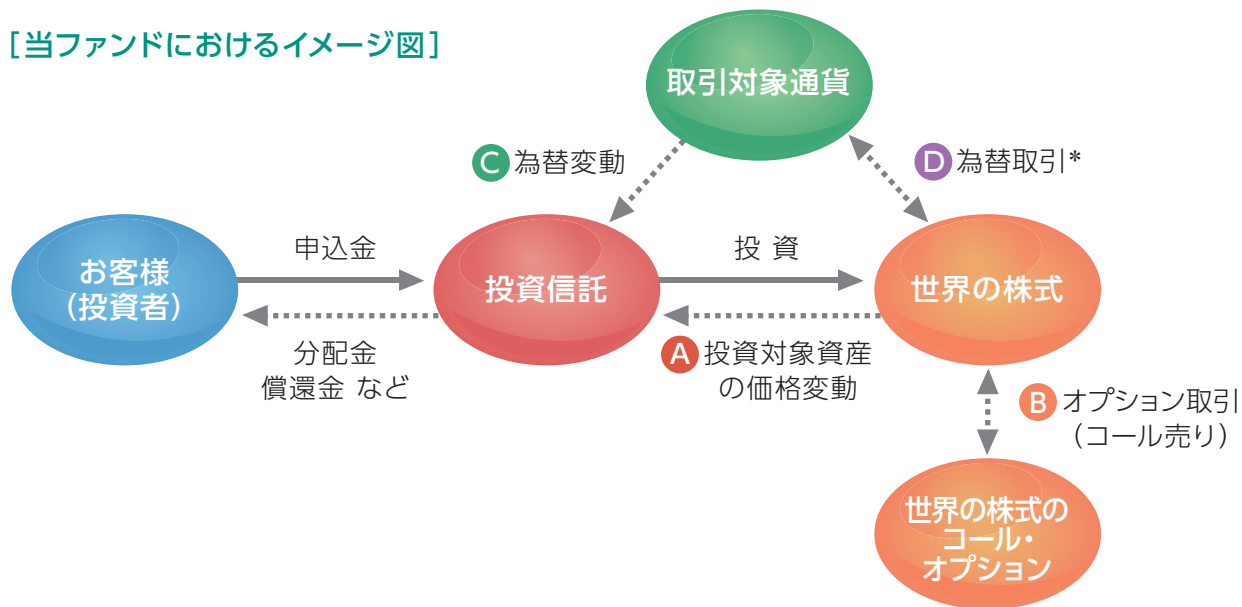 [当ファンドにおけるイメージ図]
取引対象通貨
C 為替変動
D 為替取引*
お客様
(投資者)
申込金
投資信託
投 資
世界の株式
分配金
償還金 など
A 投資対象資産
の価格変動
B オプション取引
(コール売り)
世界の株式の
コール・
オプション